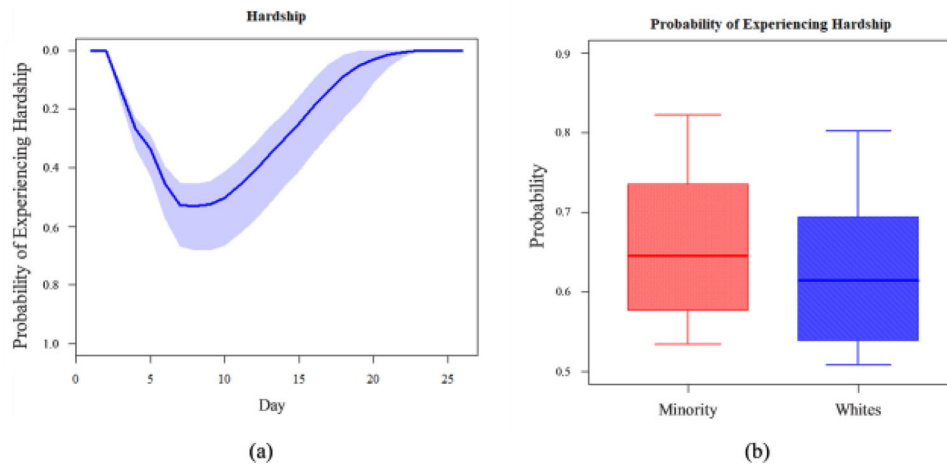 Hardship
Probability of Experiencing Hardship
0.0
0.2
0.4
0.6
0.8
1.0
0 5 10 15 20 25
Day
(a)
Probability of Experiencing Hardship
Probability
0.9
0.8
0.7
0.6
0.5
Minority Whites
(b)